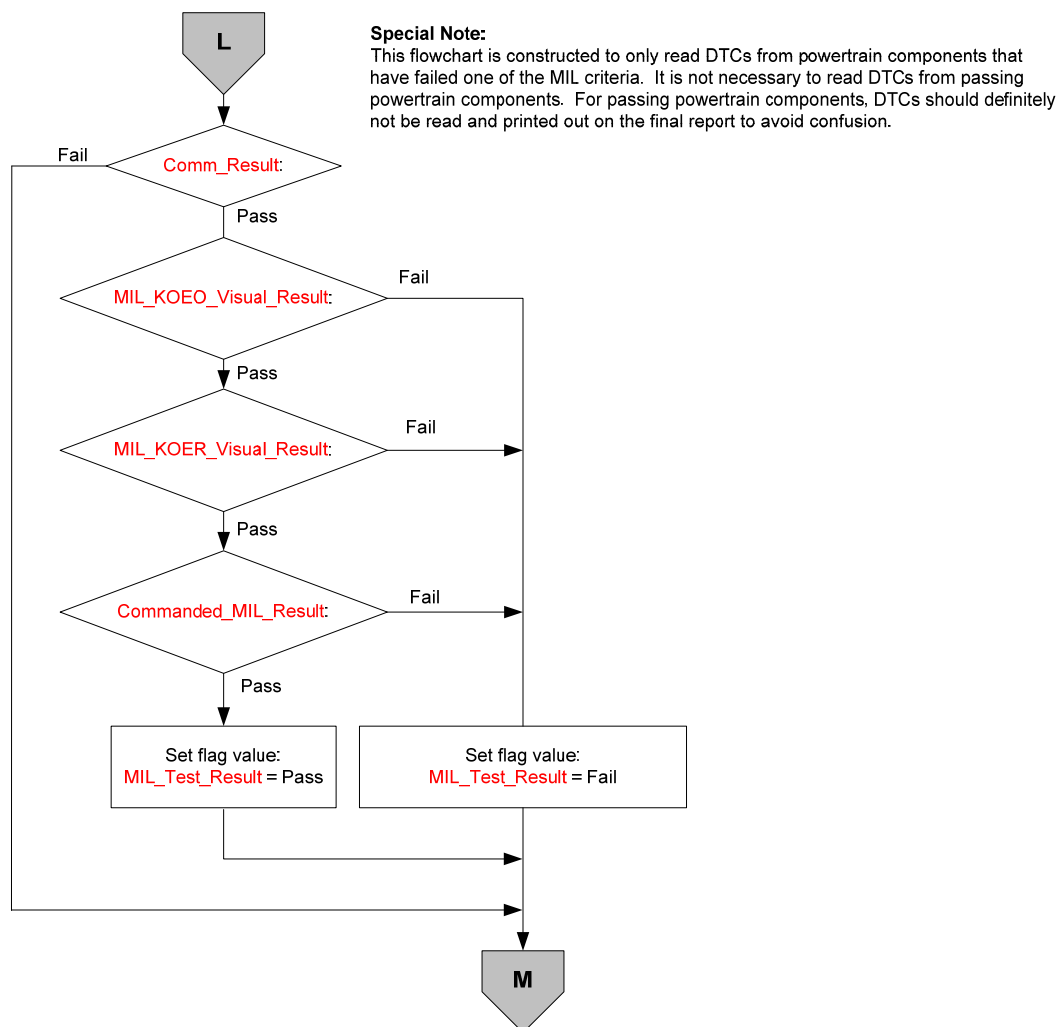 L
Special Note:
This flowchart is constructed to only read DTCs from powertrain components that
have failed one of the MIL criteria.  It is not necessary to read DTCs from passing
powertrain components.  For passing powertrain components, DTCs should definitely
not be read and printed out on the final report to avoid confusion.
Fail
Comm_Result:
Pass
Fail
MIL_KOEO_Visual_Result:
Pass
Fail
MIL_KOER_Visual_Result:
Pass
Fail
Commanded_MIL_Result:
Pass
Set flag value:
MIL_Test_Result = Pass
Set flag value:
MIL_Test_Result = Fail
M